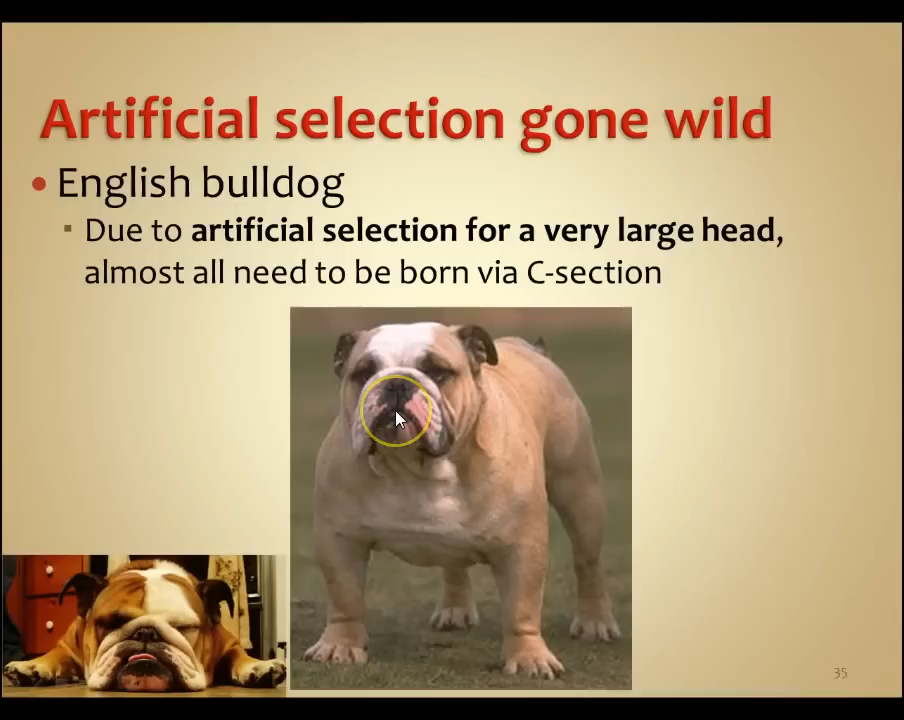 Artificial selection gone wild
English bulldog
Due to artificial selection for a very large head,
almost all need to be born via C-section
35